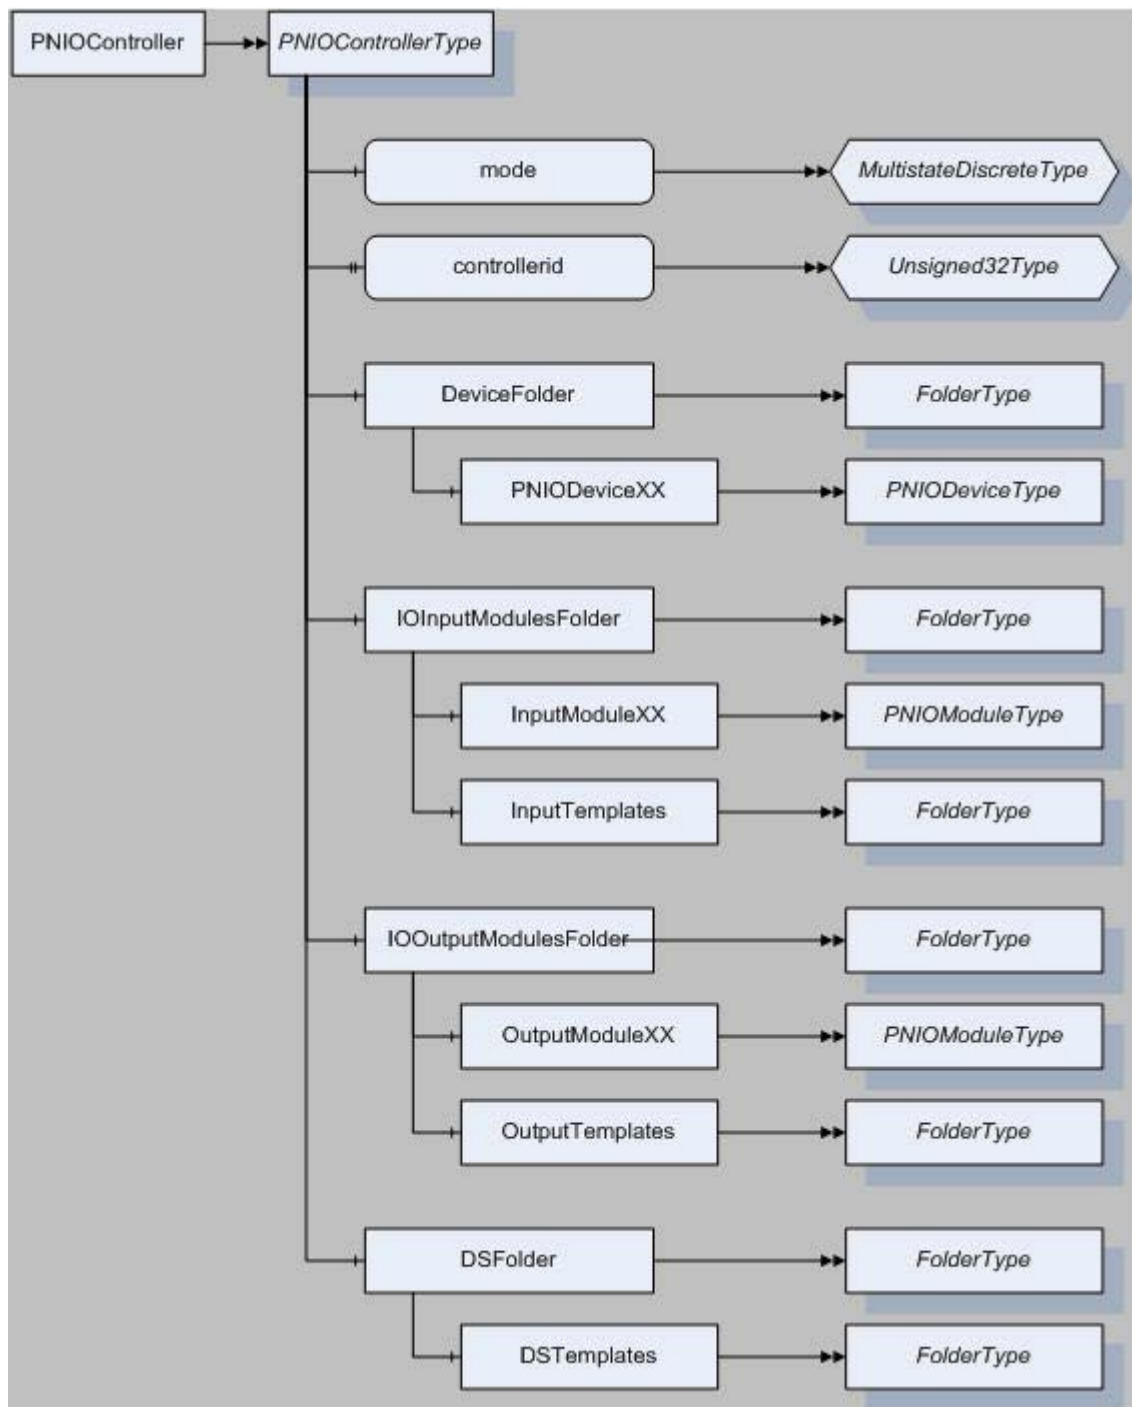 PNIOController
PNIOControllerType
mode
MultistateDiscreteType
controllerid
Unsigned32Type
DeviceFolder
FolderType
PNIODeviceXX
PNIODeviceType
IOInputModulesFolder
FolderType
InputModuleXX
PNIOModuleType
InputTemplates
FolderType
IOOutputModulesFolder
FolderType
OutputModuleXX
PNIOModuleType
OutputTemplates
FolderType
DSFolder
FolderType
DSTemplates
FolderType